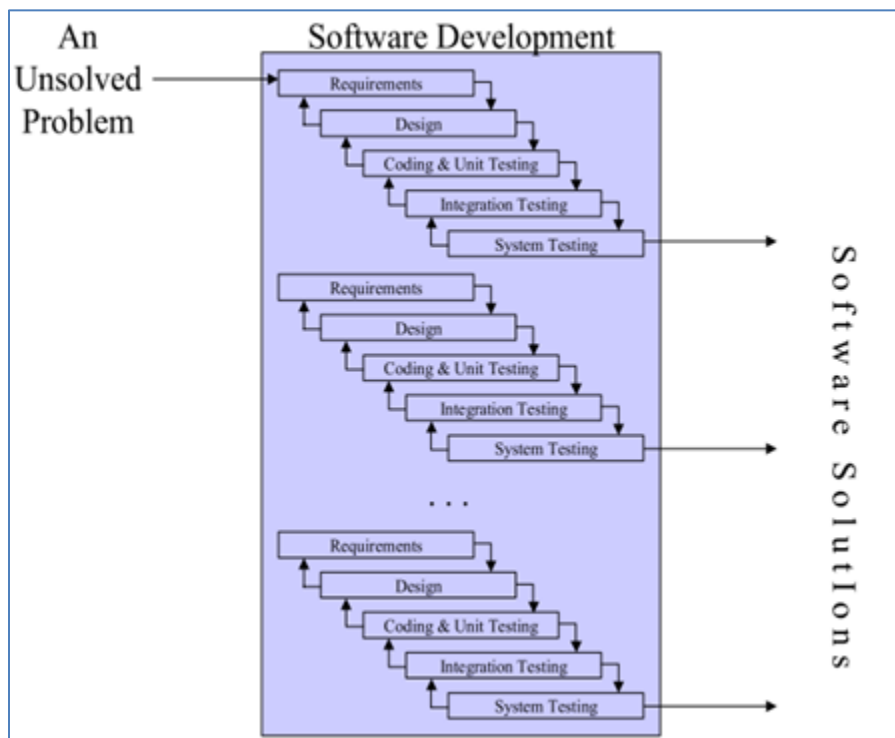 An
Unsolved
Problem
Software Development
Requirements
Design
Coding & Unit Testing
Integration Testing
System Testing
Requirements
Design
Coding & Unit Testing
Integration Testing
System Testing
. . .
Requirements
Design
Coding & Unit Testing
Integration Testing
System Testing
Software SolutIons